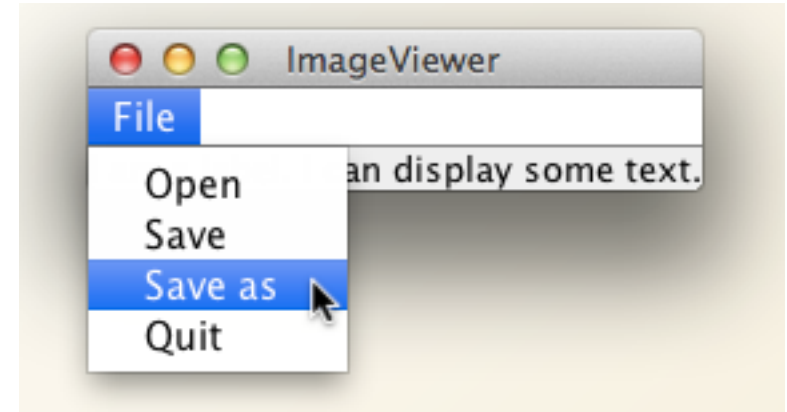 ImageViewer
File
an display some text.
Open
Save
Save as
Quit